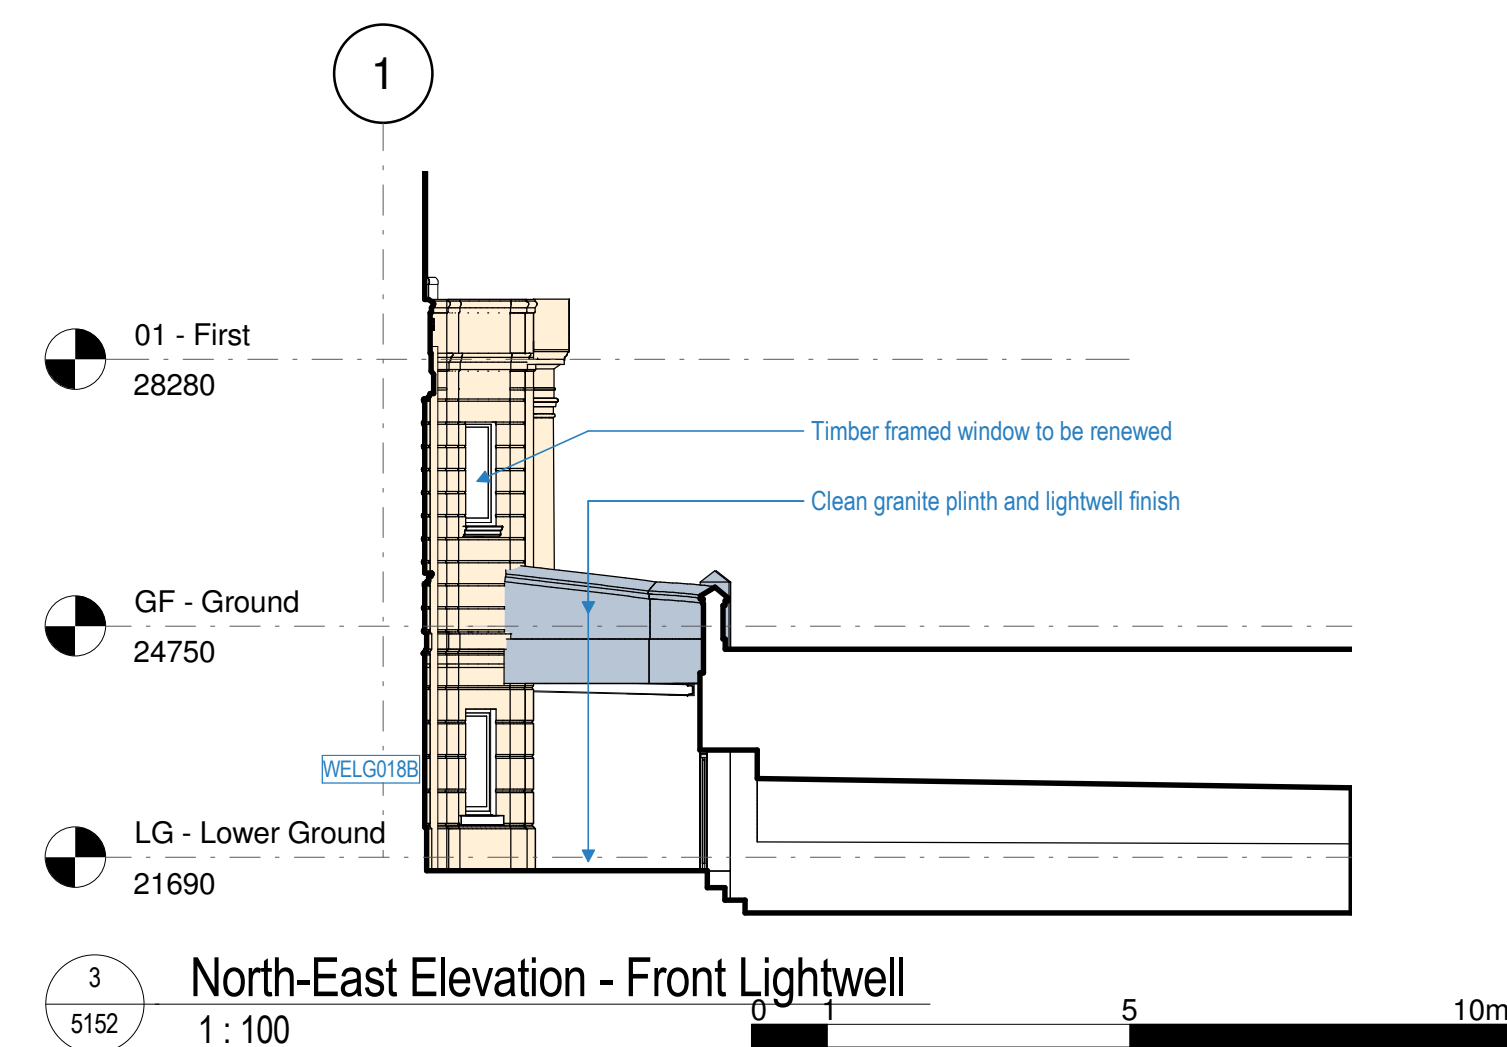 1
01 - First
28280
Timber framed window to be renewed
Clean granite plinth and lightwell finish
GF - Ground
24750
WELG018B
LG - Lower Ground
21690
3
5152
North-East Elevation - Front Lightwell
1 : 100
0 1 5 10m